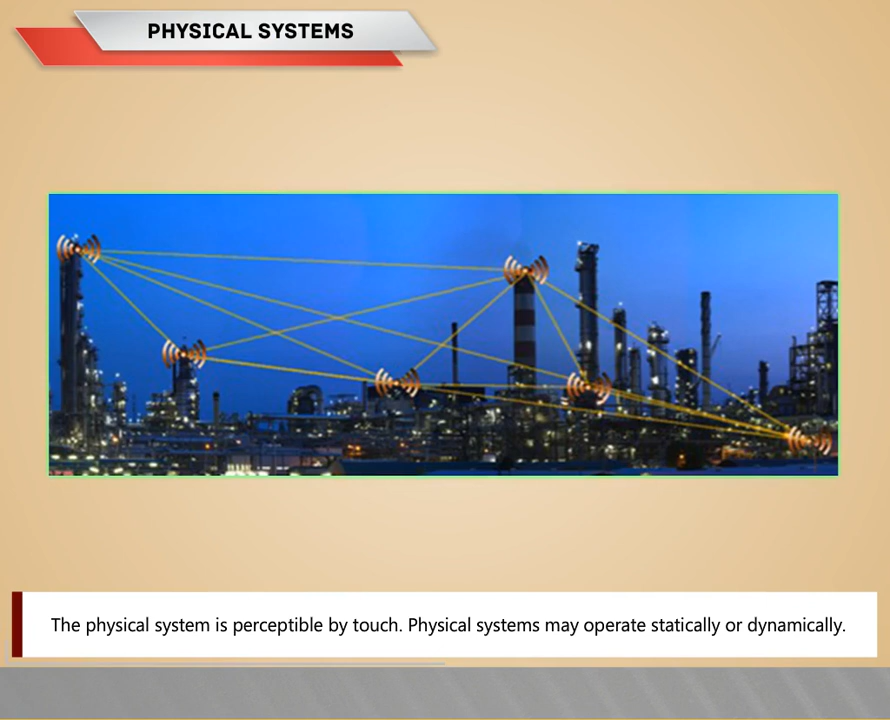 PHYSICAL SYSTEMS
The physical system is perceptible by touch. Physical systems may operate statically or dynamically.